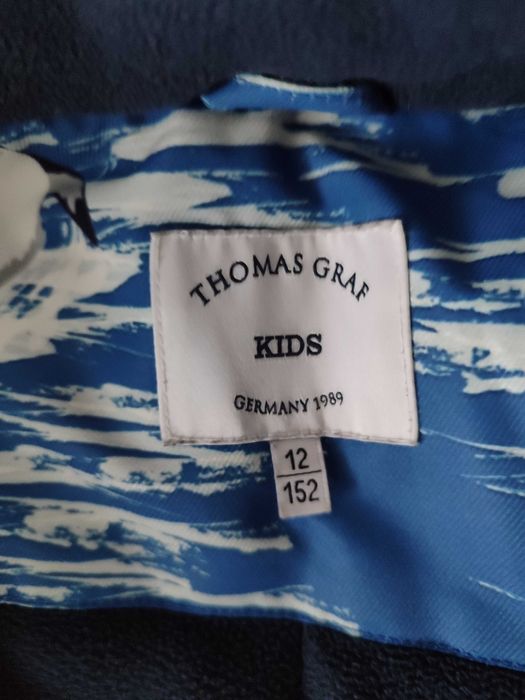 THOMAS GRAF
KIDS
GERMANY 1989
12
152